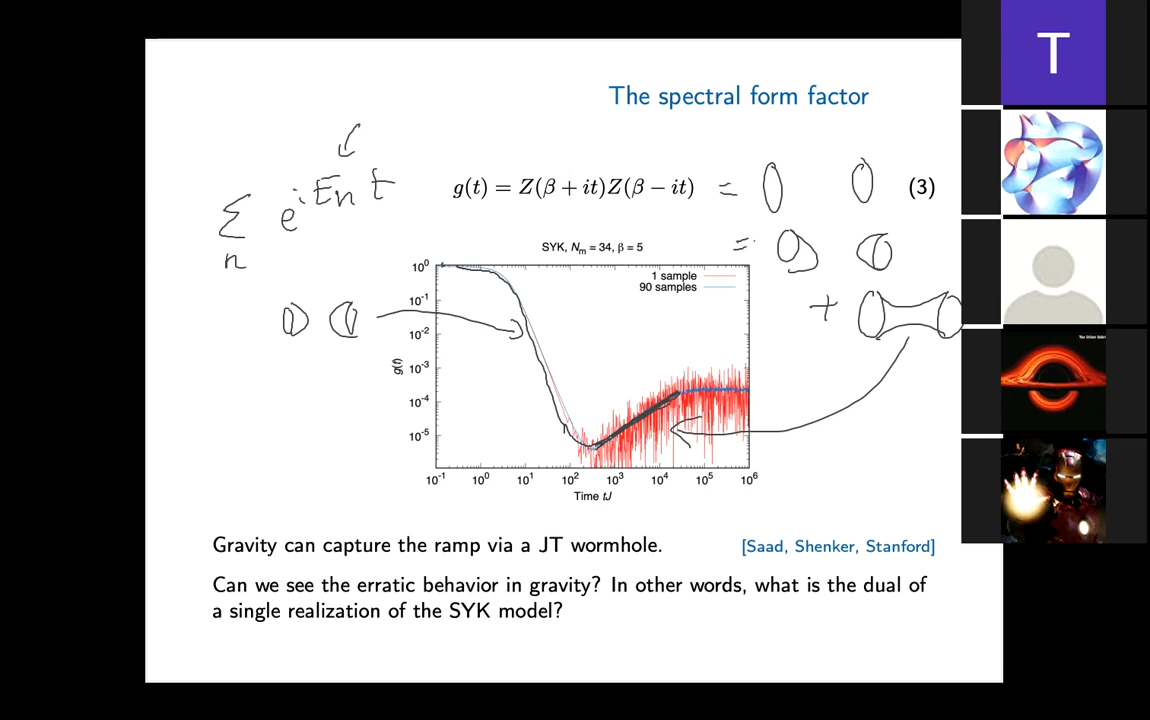 T
The spectral form factor
Σ e^{iEnt}
n
g(t) = Z(β + it)Z(β − it) = (3)
=
+
SYK, Nm = 34, β = 5
1 sample
90 samples
g(t)
10^0
10^-1
10^-2
10^-3
10^-4
10^-5
10^-1 10^0 10^1 10^2 10^3 10^4 10^5 10^6
Time tJ
Gravity can capture the ramp via a JT wormhole. [Saad, Shenker, Stanford]
Can we see the erratic behavior in gravity? In other words, what is the dual of
a single realization of the SYK model?